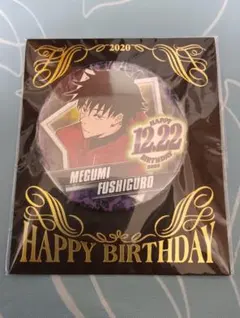 2020
HAPPY
12.22
BIRTHDAY
MEGUMI
FUSHIGURO
HAPPY BIRTHDAY